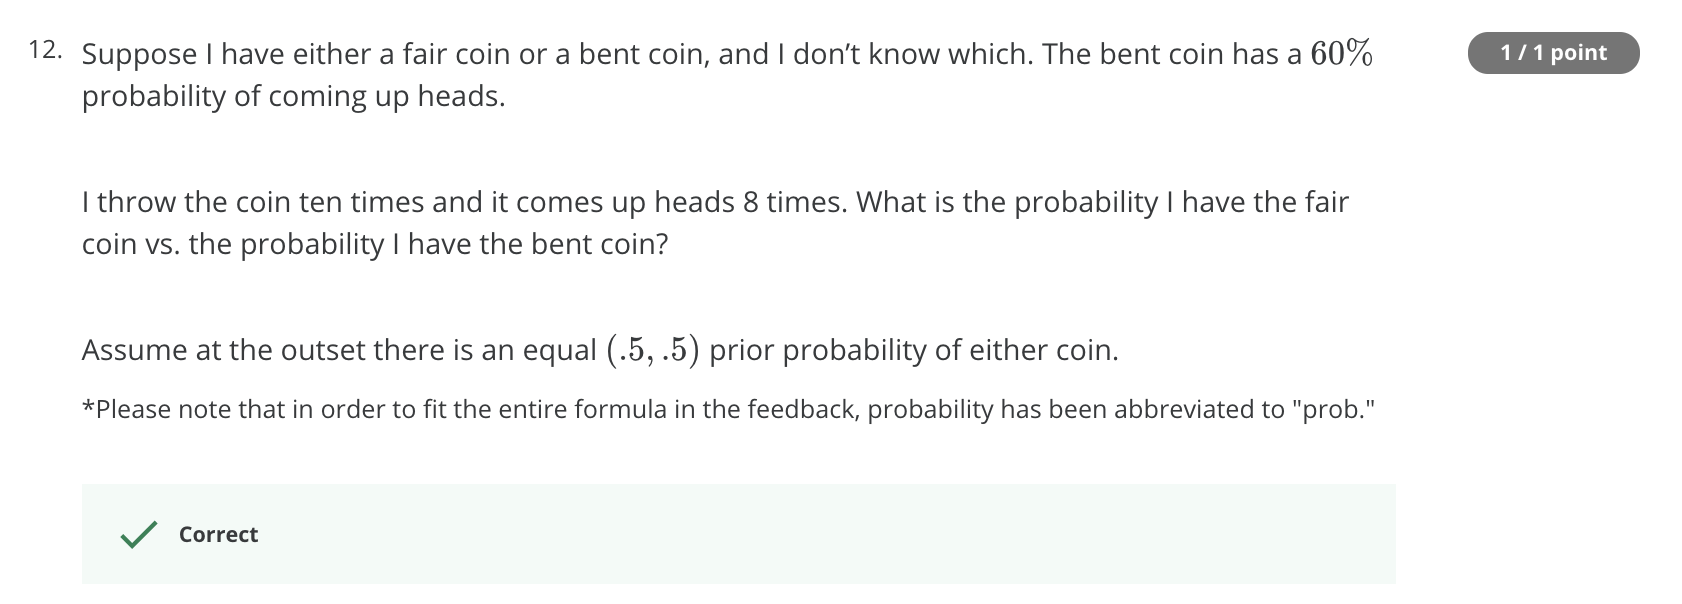 12. Suppose I have either a fair coin or a bent coin, and I don’t know which. The bent coin has a 60% 1 / 1 point
probability of coming up heads.
I throw the coin ten times and it comes up heads 8 times. What is the probability I have the fair
coin vs. the probability I have the bent coin?
Assume at the outset there is an equal (.5, .5) prior probability of either coin.
*Please note that in order to fit the entire formula in the feedback, probability has been abbreviated to "prob."
Correct